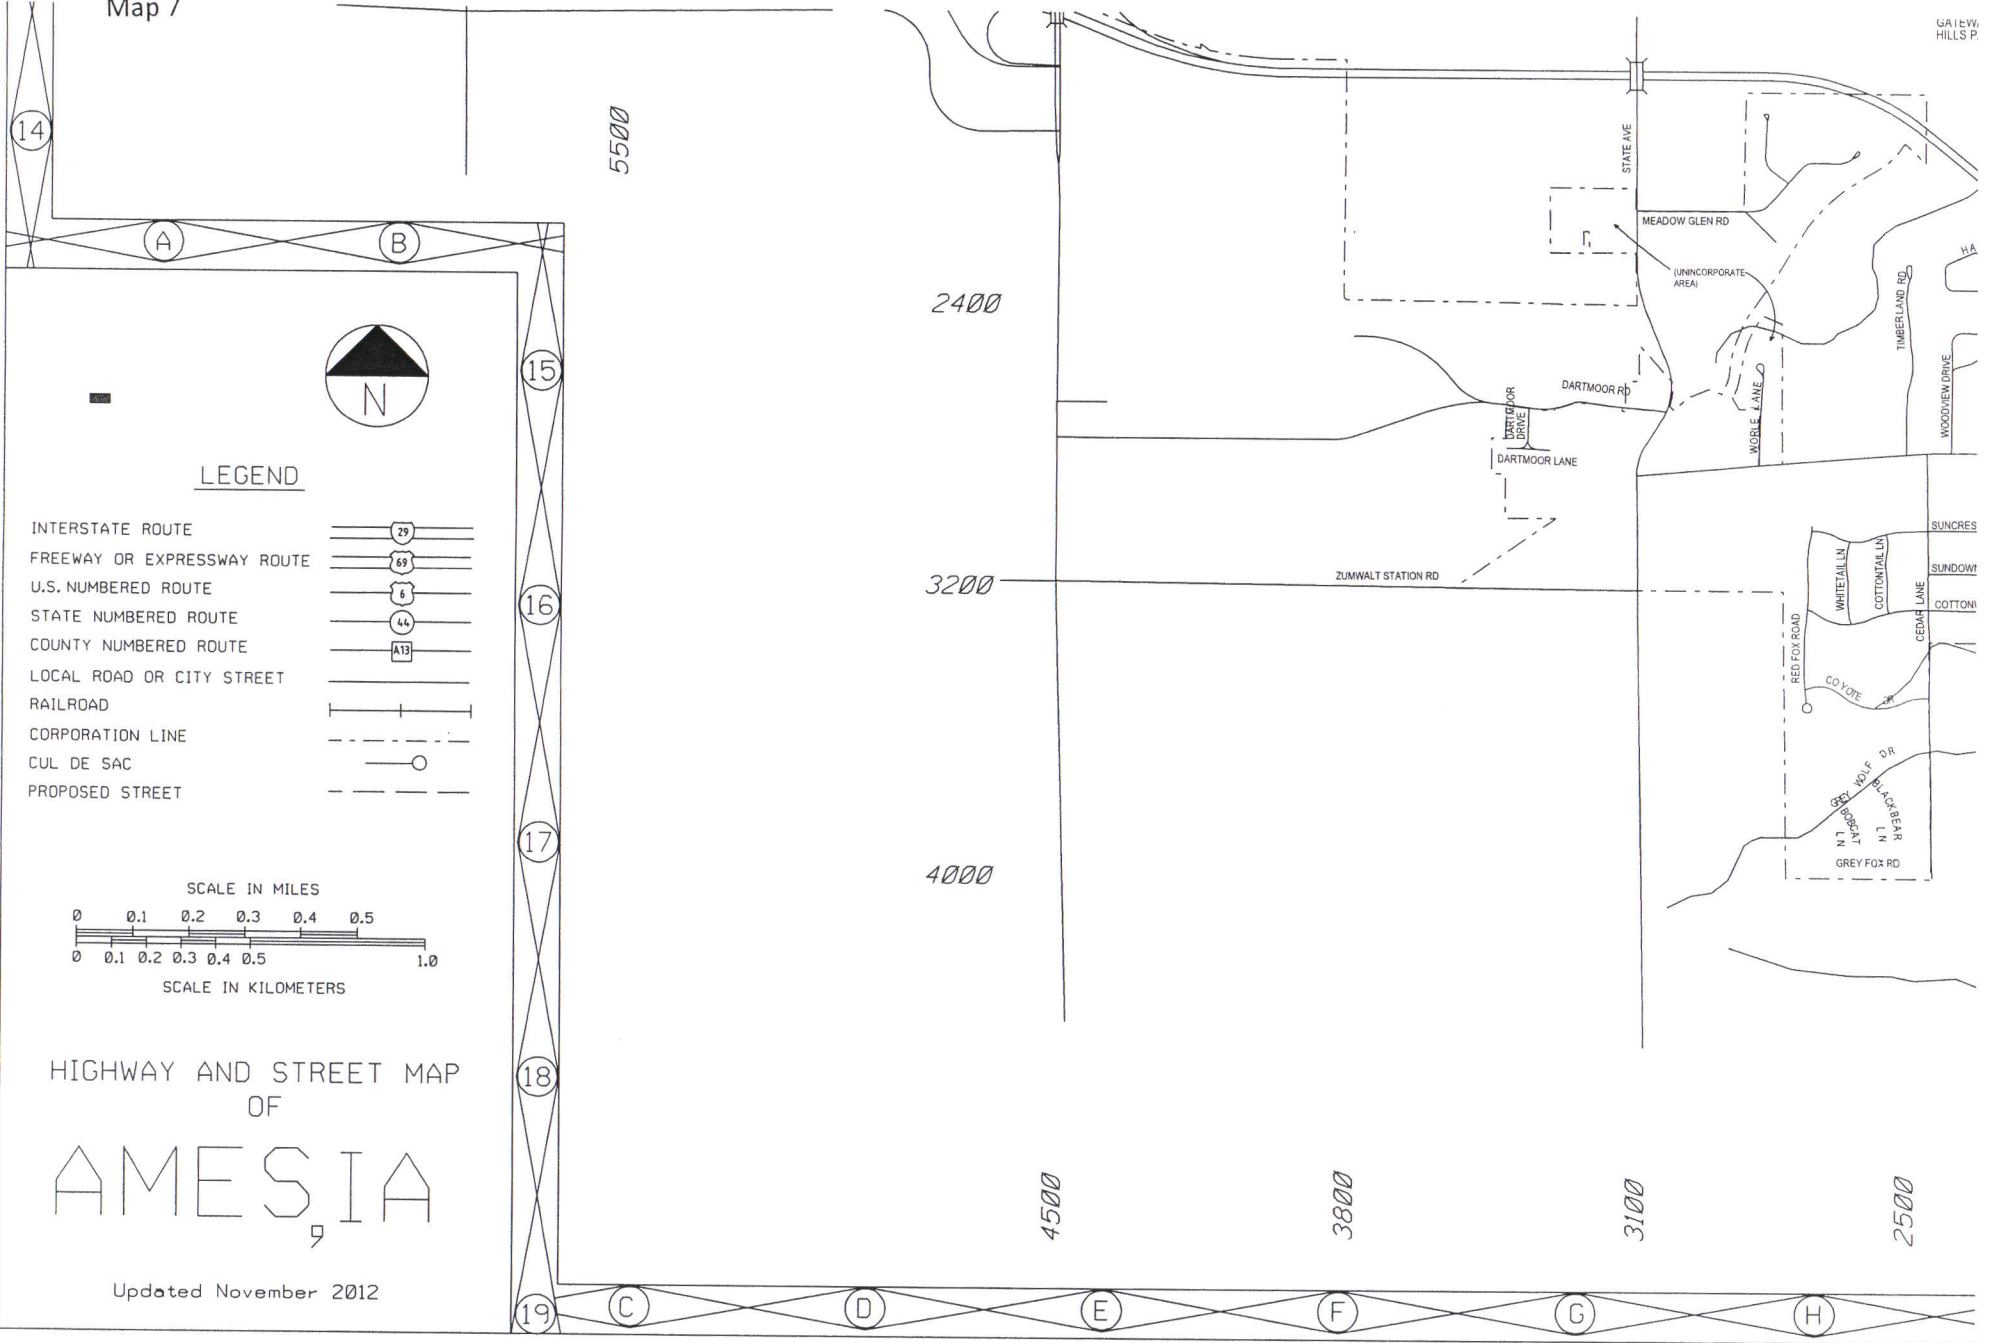 Map 7
GATEW
HILLS P.
14
5500
STATE AVE
A
B
MEADOW GLEN RD
(UNINCORPORATE
AREA)
HA
2400
TIMBERLAND RD
15
N
DARTMOOR RD
DARTMOOR
DRIVE
WORLE LANE
WOODVIEW DRIVE
DARTMOOR LANE
LEGEND
INTERSTATE ROUTE
29
FREEWAY OR EXPRESSWAY ROUTE
69
U.S. NUMBERED ROUTE
6
STATE NUMBERED ROUTE
44
COUNTY NUMBERED ROUTE
A13
LOCAL ROAD OR CITY STREET
RAILROAD
CORPORATION LINE
CUL DE SAC
PROPOSED STREET
SUNCRES
WHITETAIL LN
COTTONTAIL LN
SUNDOWN
16
3200
ZUMWALT STATION RD
CEDAR LANE
COTTON
RED FOX ROAD
COYOTE DR
17
GREY WOLF DR
BLACKBEAR
LN
BOBCAT
LN
GREY FOX RD
4000
SCALE IN MILES
0 0.1 0.2 0.3 0.4 0.5
0 0.1 0.2 0.3 0.4 0.5 1.0
SCALE IN KILOMETERS
18
HIGHWAY AND STREET MAP
OF
AMES,IA
Updated November 2012
4500
3800
3100
2500
19
C
D
E
F
G
H